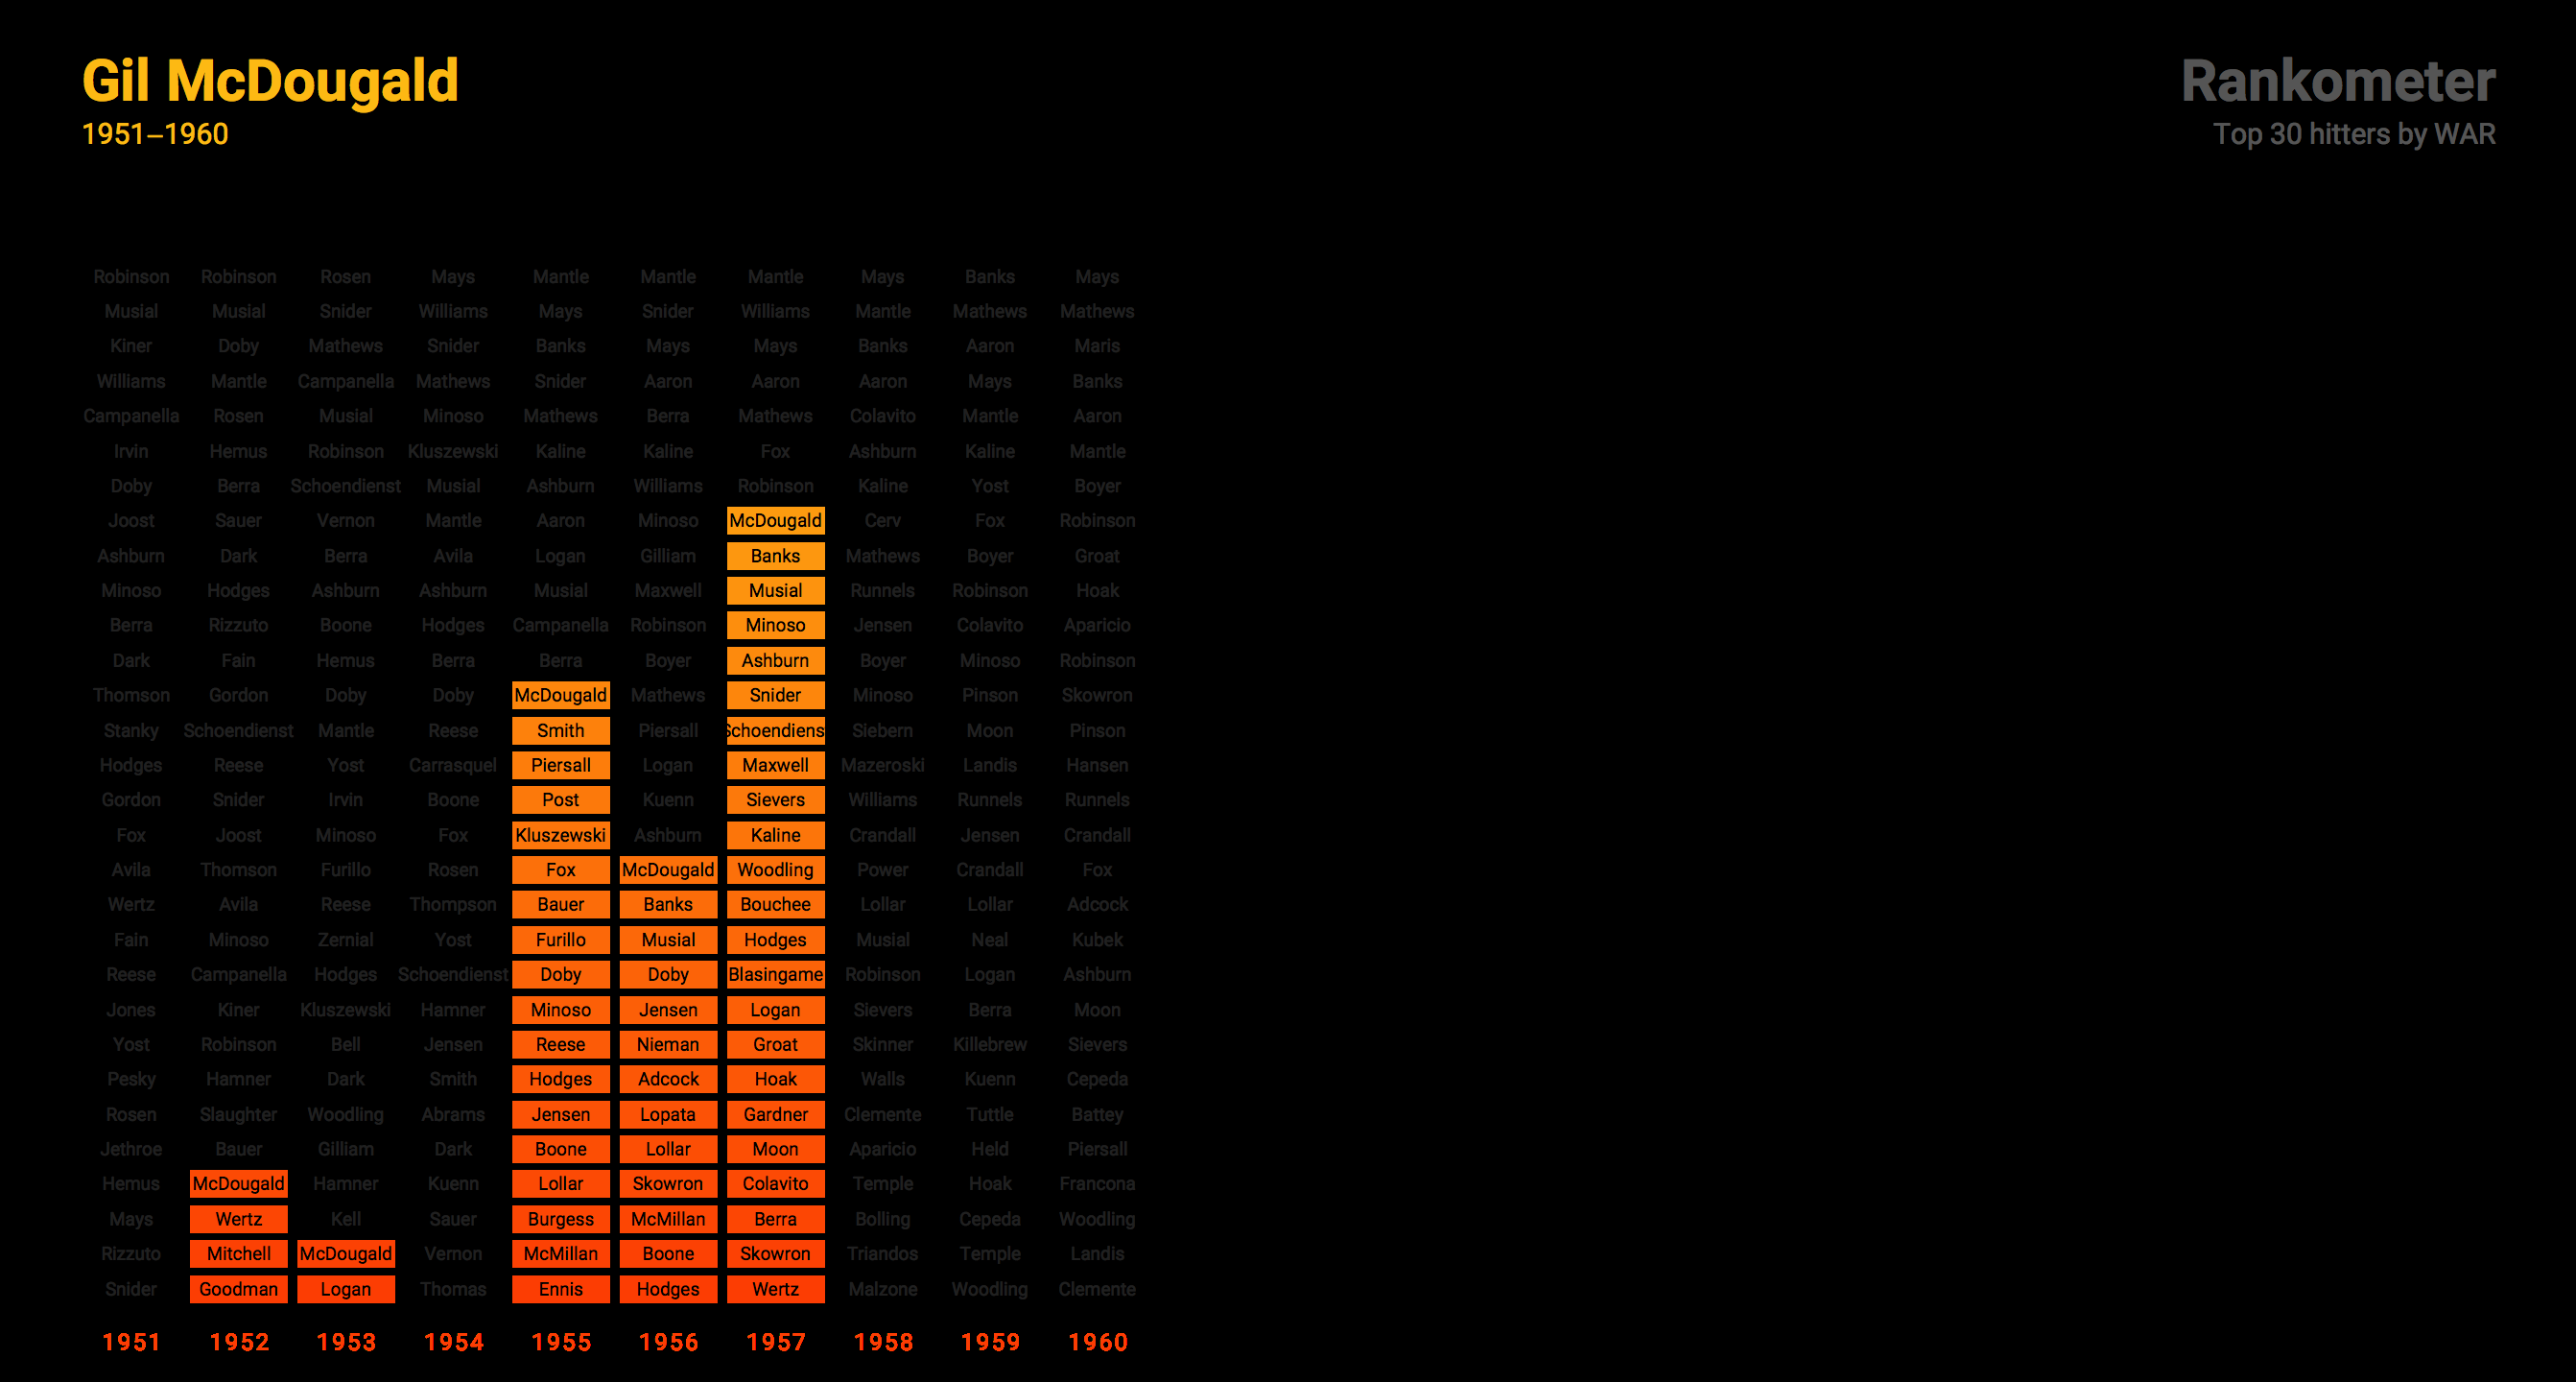 Gil McDougald
1951–1960
Rankometer
Top 30 hitters by WAR
Robinson Robinson Rosen Mays Mantle Mantle Mantle Mays Banks Mays
Musial Musial Snider Williams Mays Snider Williams Mantle Mathews Mathews
Kiner Doby Mathews Snider Banks Mays Mays Banks Aaron Maris
Williams Mantle Campanella Mathews Snider Aaron Aaron Aaron Mays Banks
Campanella Rosen Musial Minoso Mathews Berra Mathews Colavito Mantle Aaron
Irvin Hemus Robinson Kluszewski Kaline Kaline Fox Ashburn Kaline Mantle
Doby Berra Schoendienst Musial Ashburn Williams Robinson Kaline Yost Boyer
Joost Sauer Vernon Mantle Aaron Minoso McDougald Cerv Fox Robinson
Ashburn Dark Berra Avila Logan Gilliam Banks Mathews Boyer Groat
Minoso Hodges Ashburn Ashburn Musial Maxwell Musial Runnels Robinson Hoak
Berra Rizzuto Boone Hodges Campanella Robinson Minoso Jensen Colavito Aparicio
Dark Fain Hemus Berra Berra Boyer Ashburn Boyer Minoso Robinson
Thomson Gordon Doby Doby McDougald Mathews Snider Minoso Pinson Skowron
Stanky Schoendienst Mantle Reese Smith Piersall Schoendiens Siebern Moon Pinson
Hodges Reese Yost Carrasquel Piersall Logan Maxwell Mazeroski Landis Hansen
Gordon Snider Irvin Boone Post Kuenn Sievers Williams Runnels Runnels
Fox Joost Minoso Fox Kluszewski Ashburn Kaline Crandall Jensen Crandall
Avila Thomson Furillo Rosen Fox McDougald Woodling Power Crandall Fox
Wertz Avila Reese Thompson Bauer Banks Bouchee Lollar Lollar Adcock
Fain Minoso Zernial Yost Furillo Musial Hodges Musial Neal Kubek
Reese Campanella Hodges Schoendienst Doby Doby Blasingame Robinson Logan Ashburn
Jones Kiner Kluszewski Hamner Minoso Jensen Logan Sievers Berra Moon
Yost Robinson Bell Jensen Reese Nieman Groat Skinner Killebrew Sievers
Pesky Hamner Dark Smith Hodges Adcock Hoak Walls Kuenn Cepeda
Rosen Slaughter Woodling Abrams Jensen Lopata Gardner Clemente Tuttle Battey
Jethroe Bauer Gilliam Dark Boone Lollar Moon Aparicio Held Piersall
Hemus McDougald Hamner Kuenn Lollar Skowron Colavito Temple Hoak Francona
Mays Wertz Kell Sauer Burgess McMillan Berra Bolling Cepeda Woodling
Rizzuto Mitchell McDougald Vernon McMillan Boone Skowron Triandos Temple Landis
Snider Goodman Logan Thomas Ennis Hodges Wertz Malzone Woodling Clemente
1951 1952 1953 1954 1955 1956 1957 1958 1959 1960